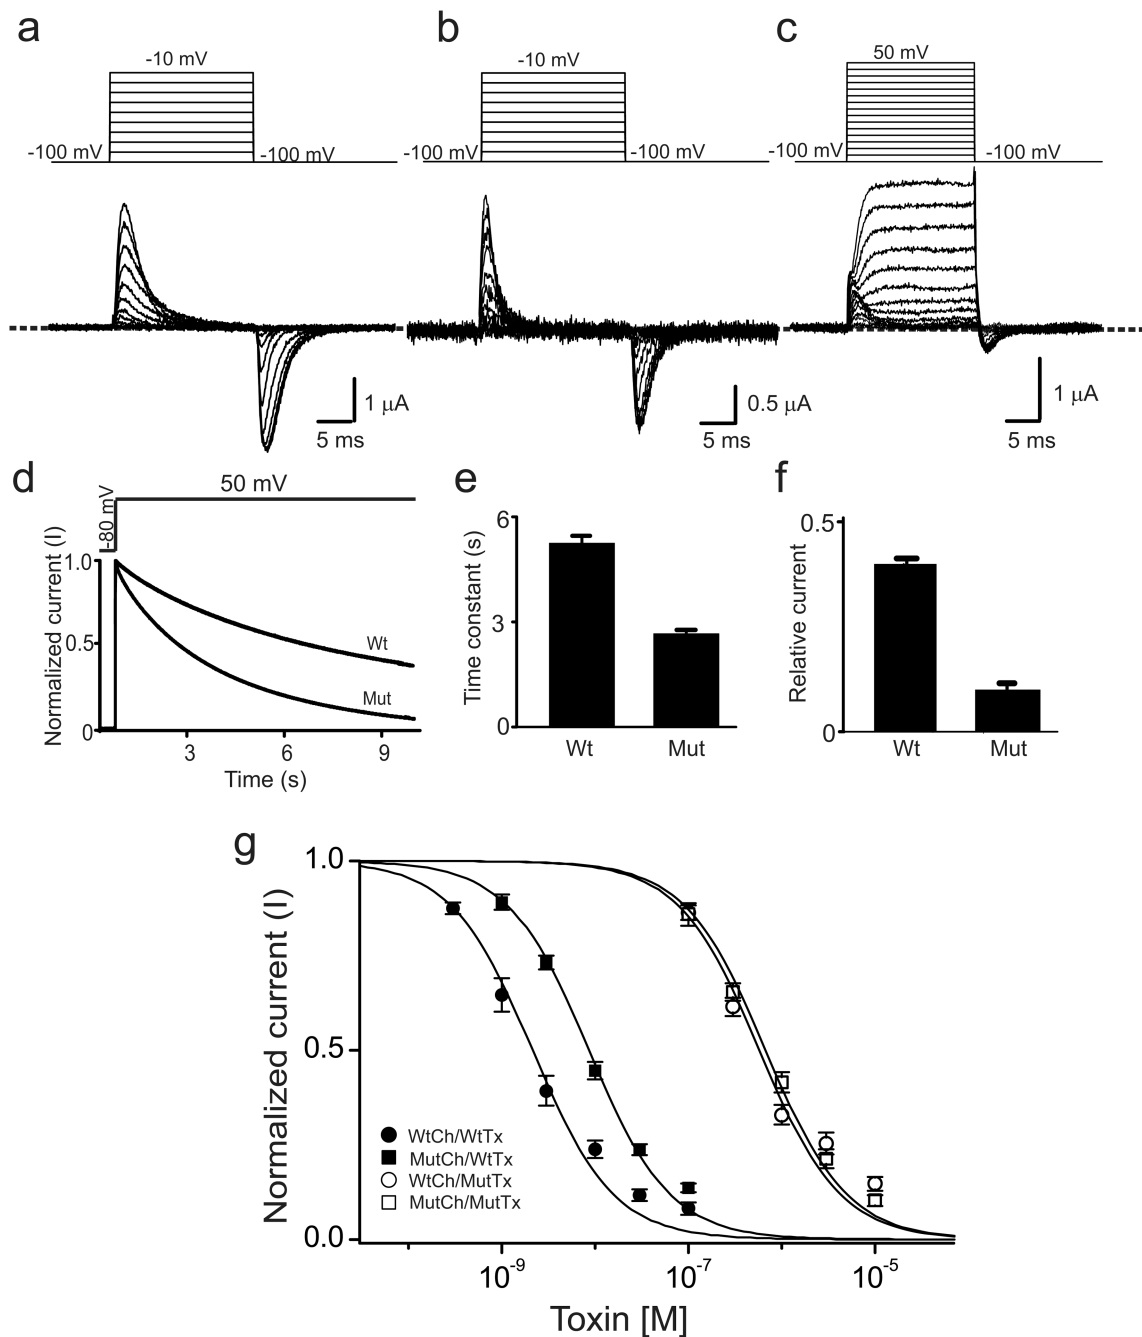 a b c
-10 mV -10 mV 50 mV
-100 mV -100 mV -100 mV -100 mV -100 mV -100 mV
1 μA 0.5 μA 1 μA
5 ms 5 ms 5 ms
d e f
-80 mV 50 mV
Normalized current (I)
1.0
0.5
0
Wt
Mut
3 6 9
Time (s)
Time constant (s)
6
3
0
Wt Mut
Relative current
0.5
0
Wt Mut
g
Normalized current (I)
1.0
0.5
0.0
WtCh/WtTx
MutCh/WtTx
WtCh/MutTx
MutCh/MutTx
10-9 10-7 10-5
Toxin [M]